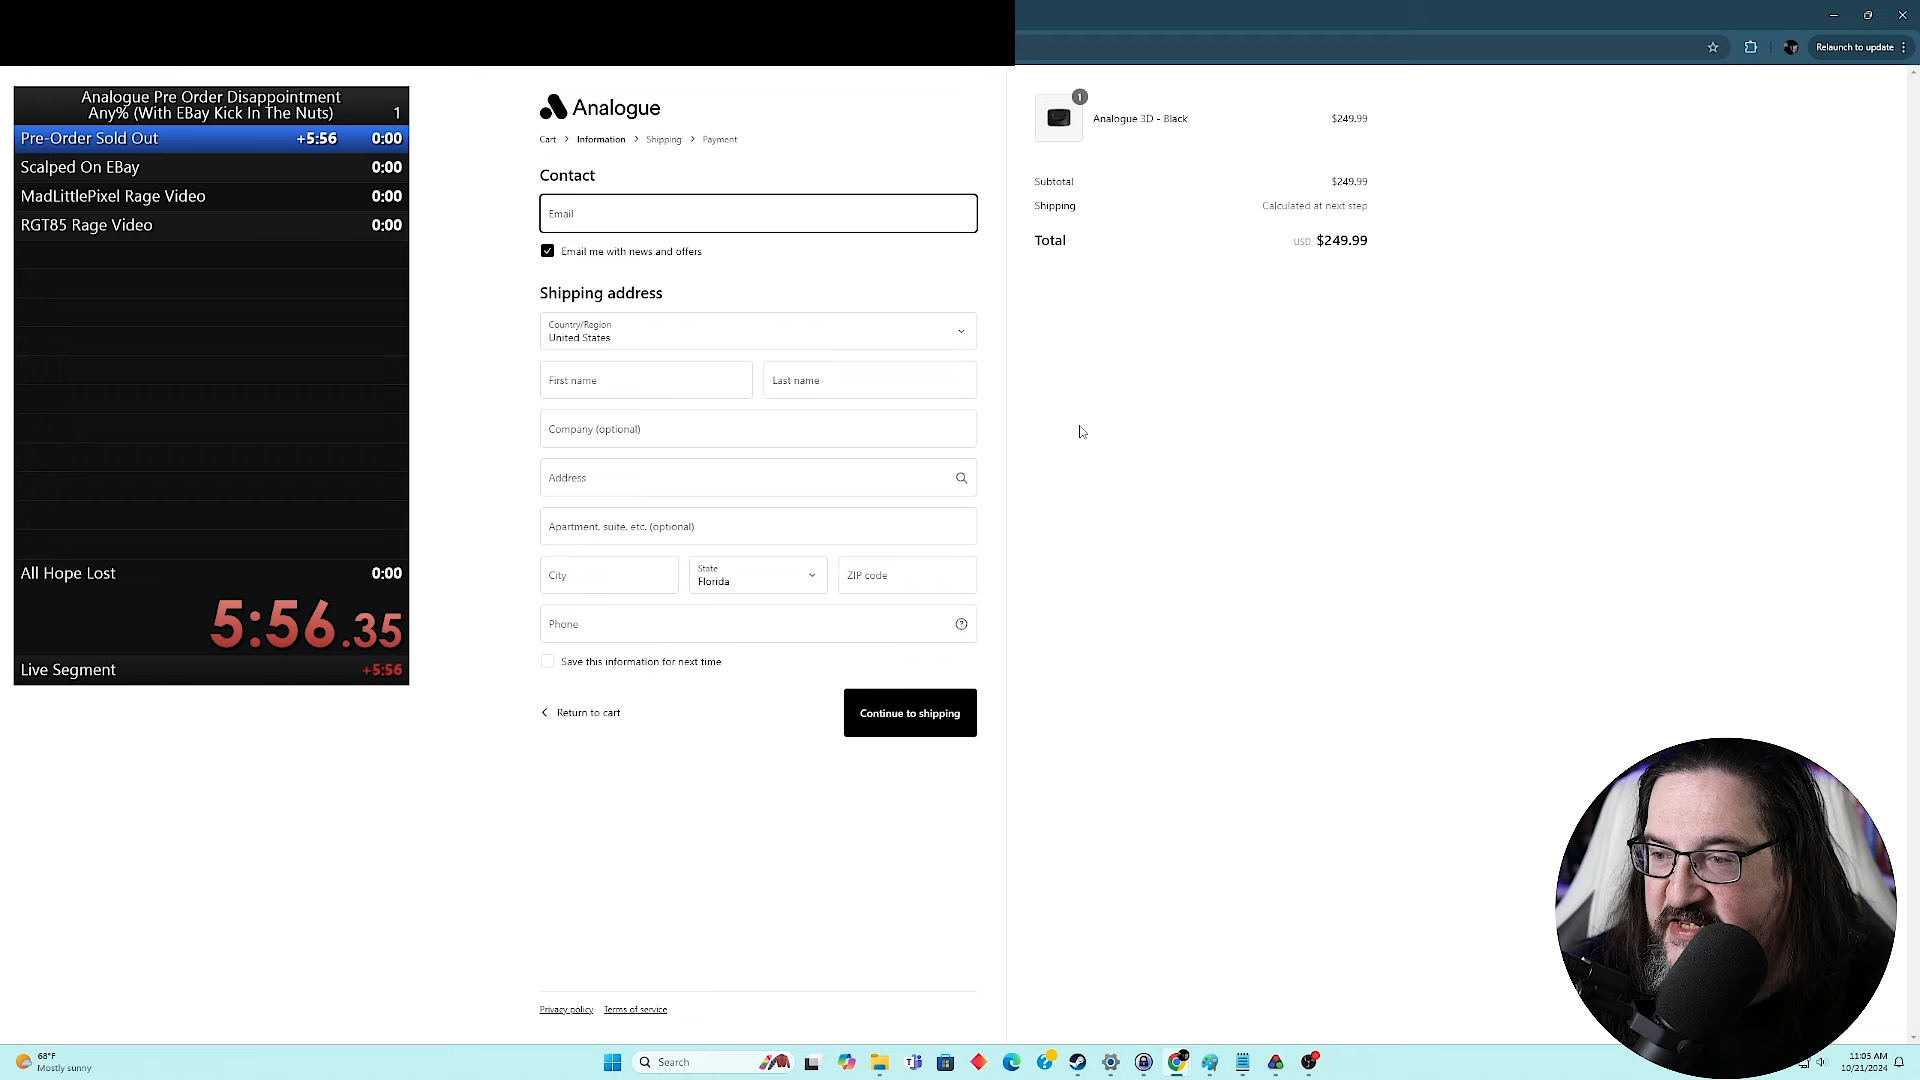 Relaunch to update
Analogue Pre Order Disappointment
Any% (With EBay Kick In The Nuts) 1
Pre-Order Sold Out +5:56 0:00
Scalped On EBay 0:00
MadLittlePixel Rage Video 0:00
RGT85 Rage Video 0:00
All Hope Lost 0:00
5:56.35
Live Segment +5:56
Analogue
Cart > Information > Shipping > Payment
Contact
Email
Email me with news and offers
Shipping address
Country/Region
United States
First name Last name
Company (optional)
Address
Apartment, suite, etc. (optional)
City
State
Florida
ZIP code
Phone
Save this information for next time
Return to cart
Continue to shipping
Privacy policy Terms of service
1
Analogue 3D - Black $249.99
Subtotal $249.99
Shipping Calculated at next step
Total USD $249.99
68°F
Mostly sunny
Search
11:05 AM
10/21/2024